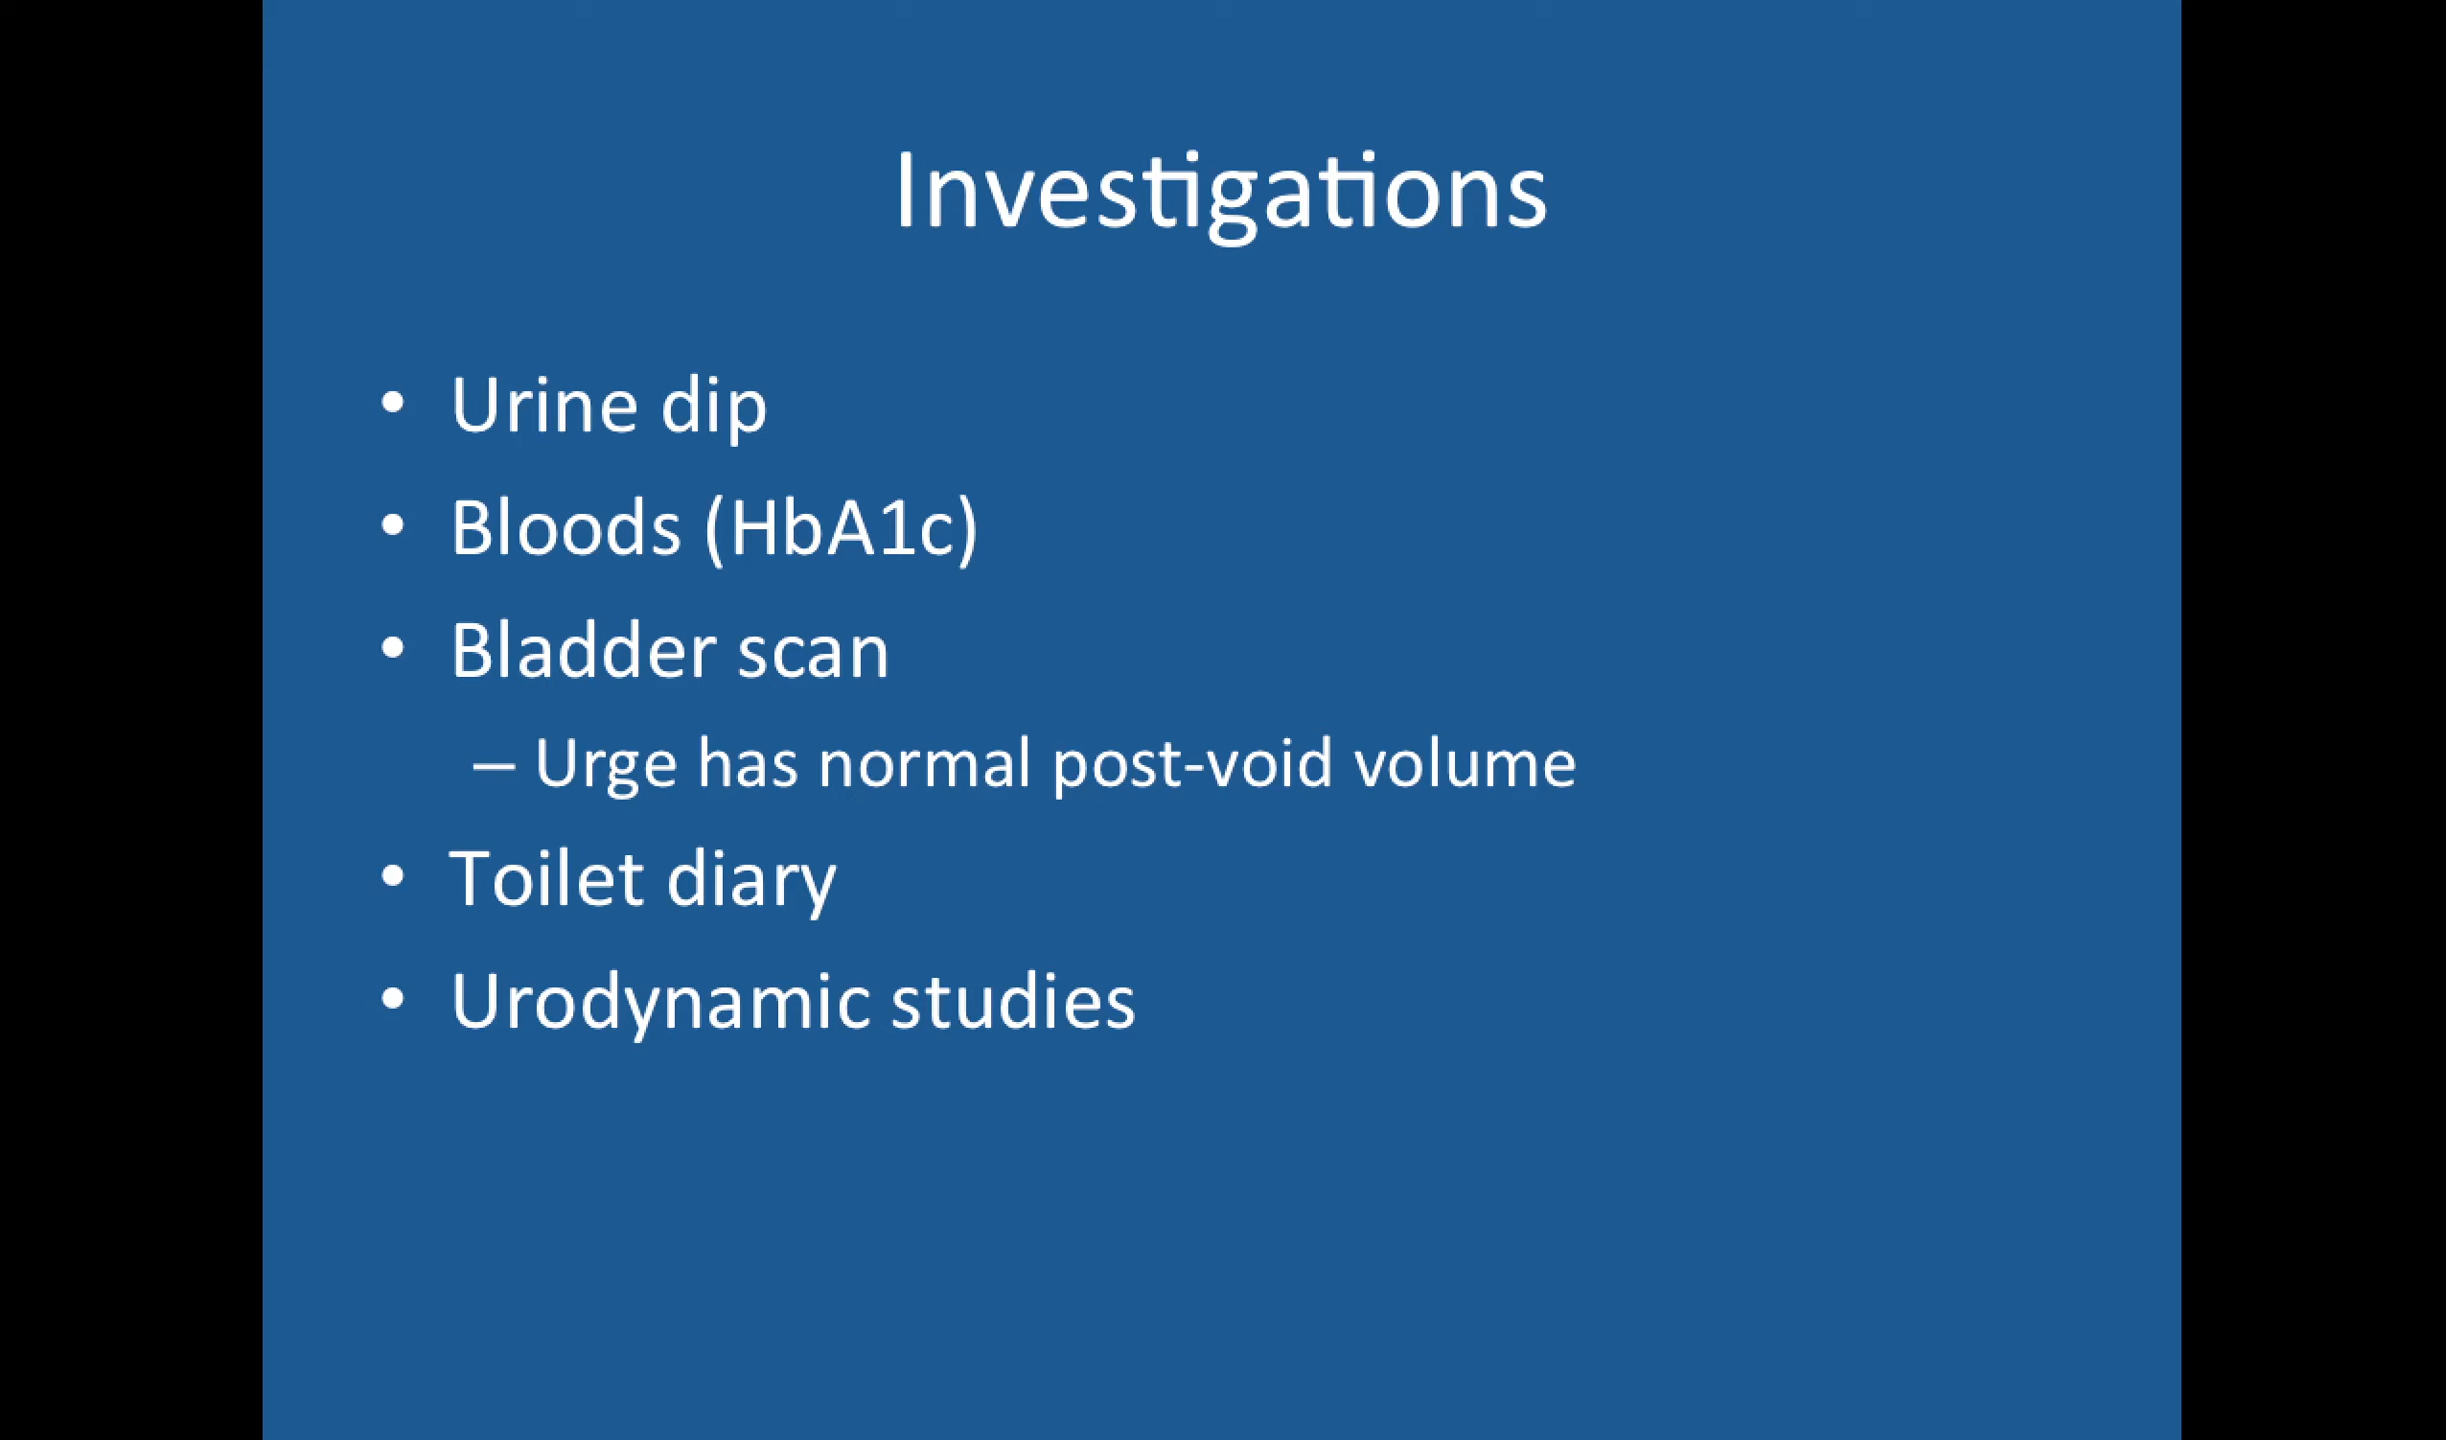 Investigations
• Urine dip
• Bloods (HbA1c)
• Bladder scan
– Urge has normal post-void volume
• Toilet diary
• Urodynamic studies